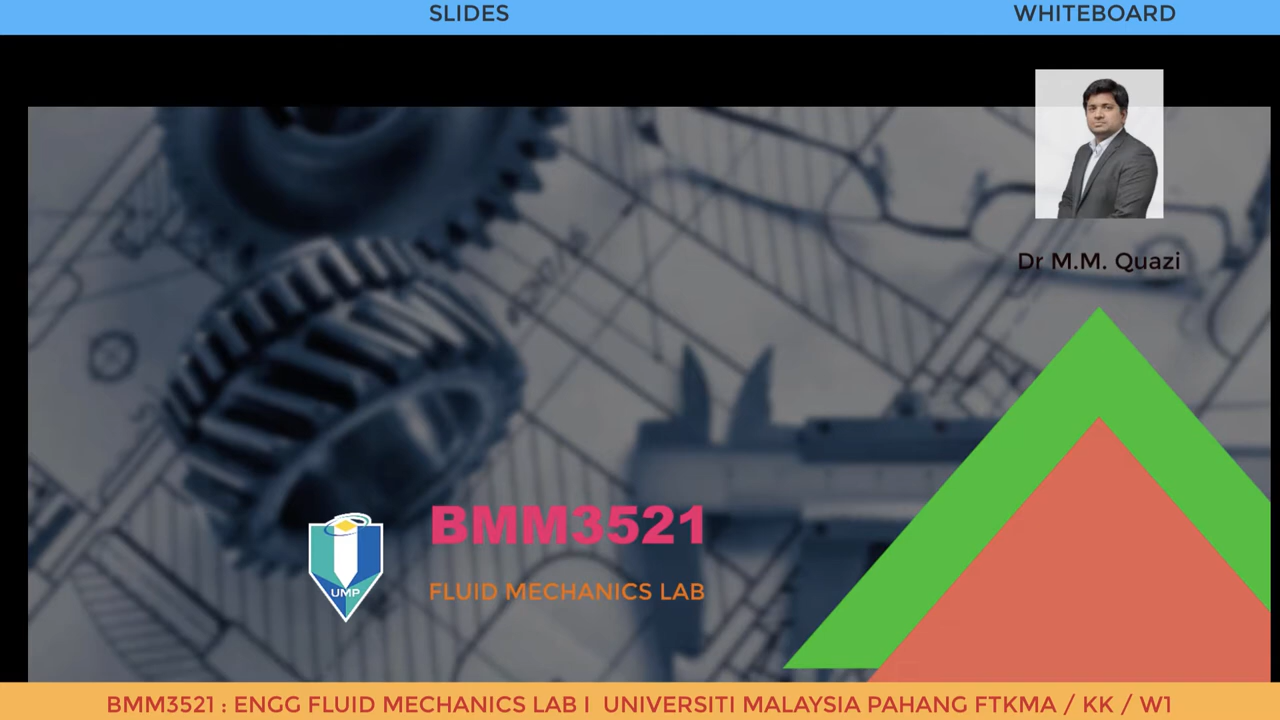 SLIDES
WHITEBOARD
Dr M.M. Quazi
BMM3521
UMP
FLUID MECHANICS LAB
BMM3521 : ENGG FLUID MECHANICS LAB I UNIVERSITI MALAYSIA PAHANG FTKMA / KK / W1